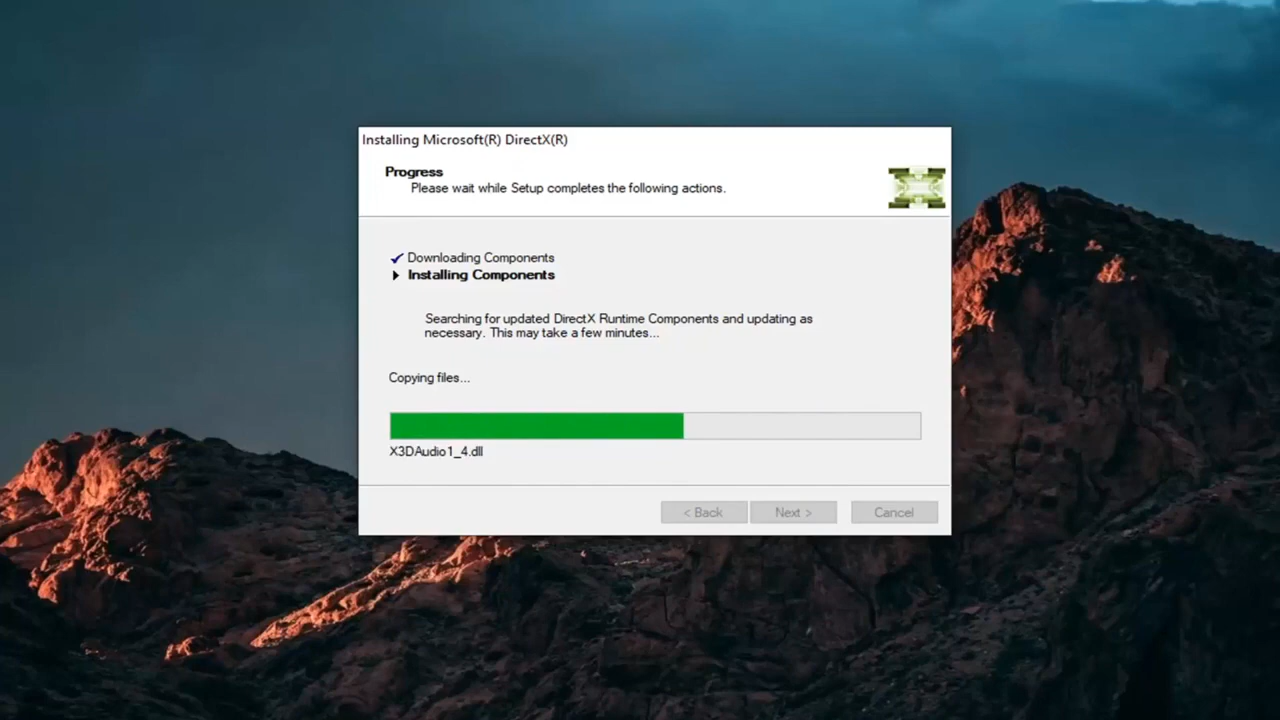 Installing Microsoft(R) DirectX(R)
Progress
Please wait while Setup completes the following actions.
Downloading Components
Installing Components
Searching for updated DirectX Runtime Components and updating as
necessary. This may take a few minutes...
Copying files...
X3DAudio1_4.dll
< Back
Next >
Cancel